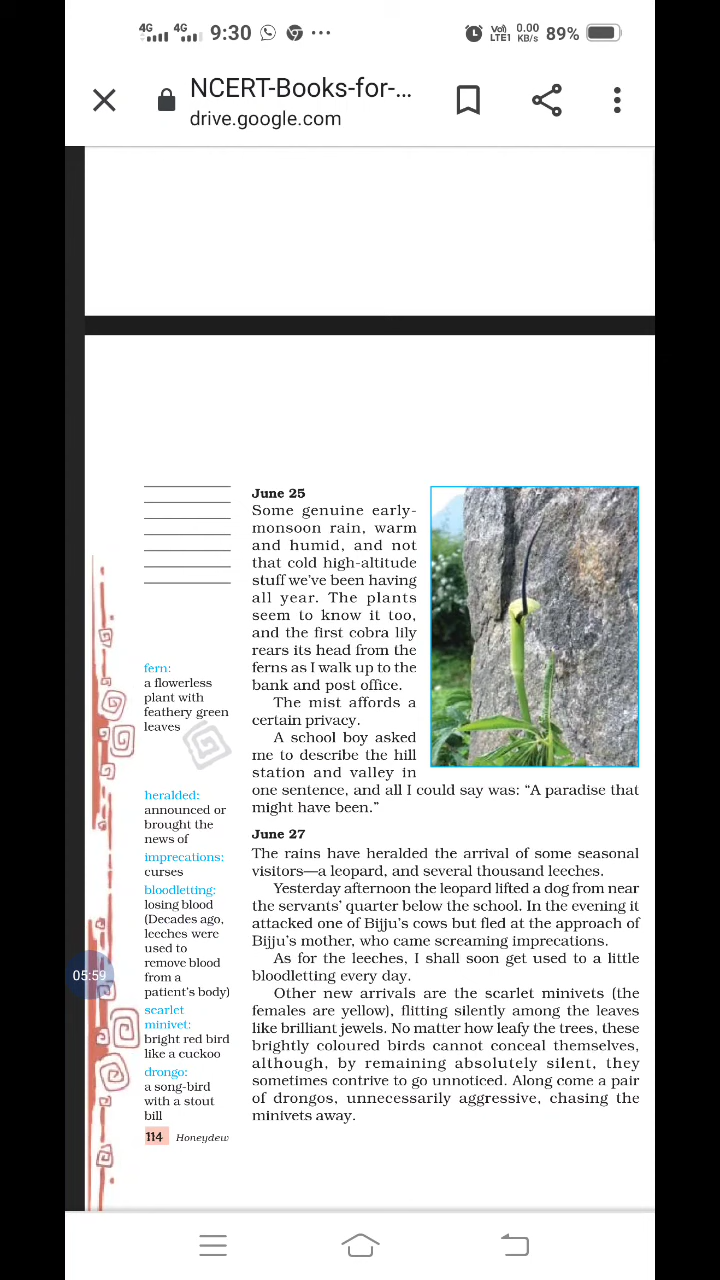 4G 4G 9:30 Vo) LTE1 0.00 KB/s 89%
NCERT-Books-for-...
drive.google.com
June 25
Some genuine early-
monsoon rain, warm
and humid, and not
that cold high-altitude
stuff we've been having
all year. The plants
seem to know it too,
and the first cobra lily
rears its head from the
ferns as I walk up to the
bank and post office.
The mist affords a
certain privacy.
A school boy asked
me to describe the hill
station and valley in
one sentence, and all I could say was: “A paradise that
might have been.”
June 27
The rains have heralded the arrival of some seasonal
visitors—a leopard, and several thousand leeches.
Yesterday afternoon the leopard lifted a dog from near
the servants' quarter below the school. In the evening it
attacked one of Bijju's cows but fled at the approach of
Bijju's mother, who came screaming imprecations.
As for the leeches, I shall soon get used to a little
bloodletting every day.
Other new arrivals are the scarlet minivets (the
females are yellow), flitting silently among the leaves
like brilliant jewels. No matter how leafy the trees, these
brightly coloured birds cannot conceal themselves,
although, by remaining absolutely silent, they
sometimes contrive to go unnoticed. Along come a pair
of drongos, unnecessarily aggressive, chasing the
minivets away.
fern:
a flowerless
plant with
feathery green
leaves
heralded:
announced or
brought the
news of
imprecations:
curses
bloodletting:
losing blood
(Decades ago,
leeches were
used to
remove blood
from a
patient's body)
scarlet
minivet:
bright red bird
like a cuckoo
drongo:
a song-bird
with a stout
bill
05:59
114 Honeydew